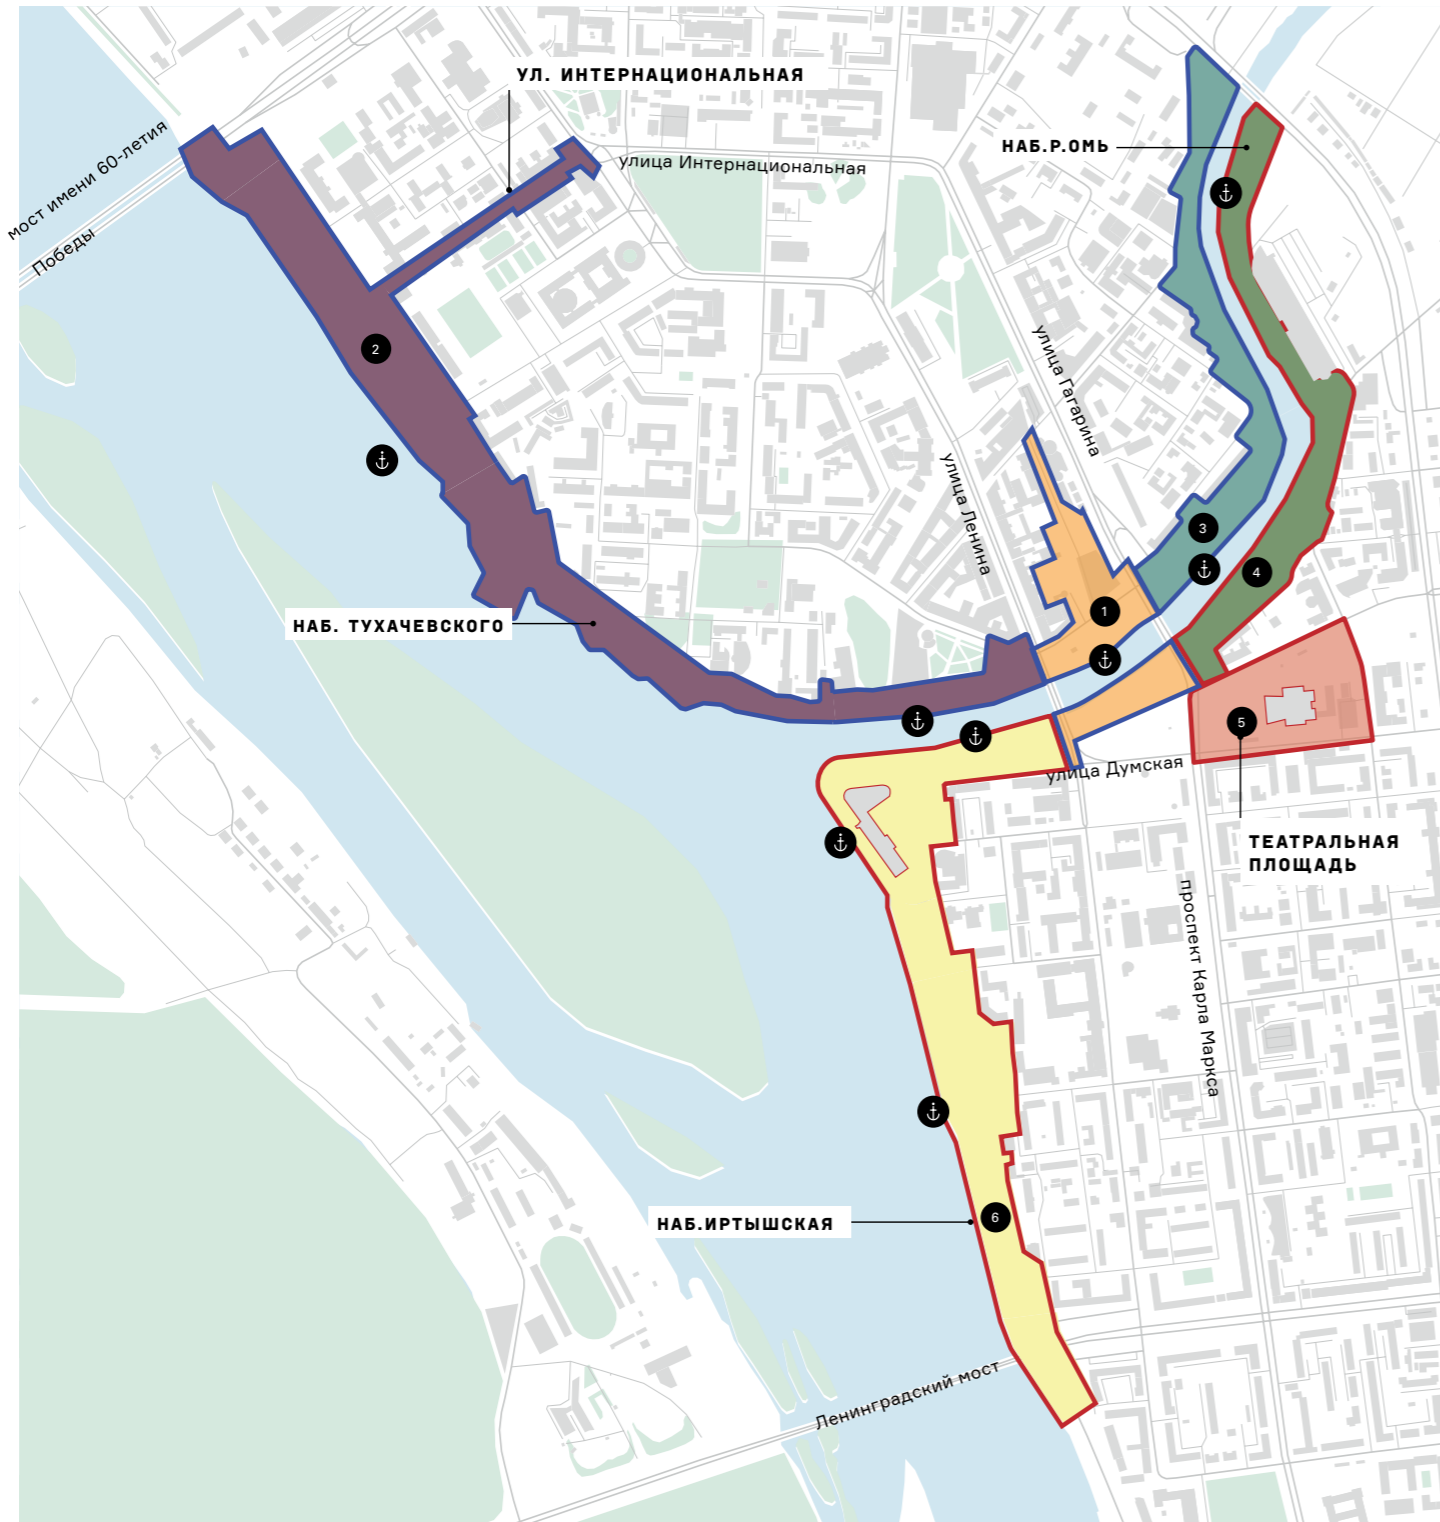 УЛ. ИНТЕРНАЦИОНАЛЬНАЯ
мост имени 60-летия
Победы
улица Интернациональная
НАБ.Р.ОМЬ
2
улица Гагарина
улица Ленина
3
4
1
НАБ. ТУХАЧЕВСКОГО
5
улица Думская
ТЕАТРАЛЬНАЯ
ПЛОЩАДЬ
проспект Карла Маркса
НАБ.ИРТЫШСКАЯ
6
Ленинградский мост